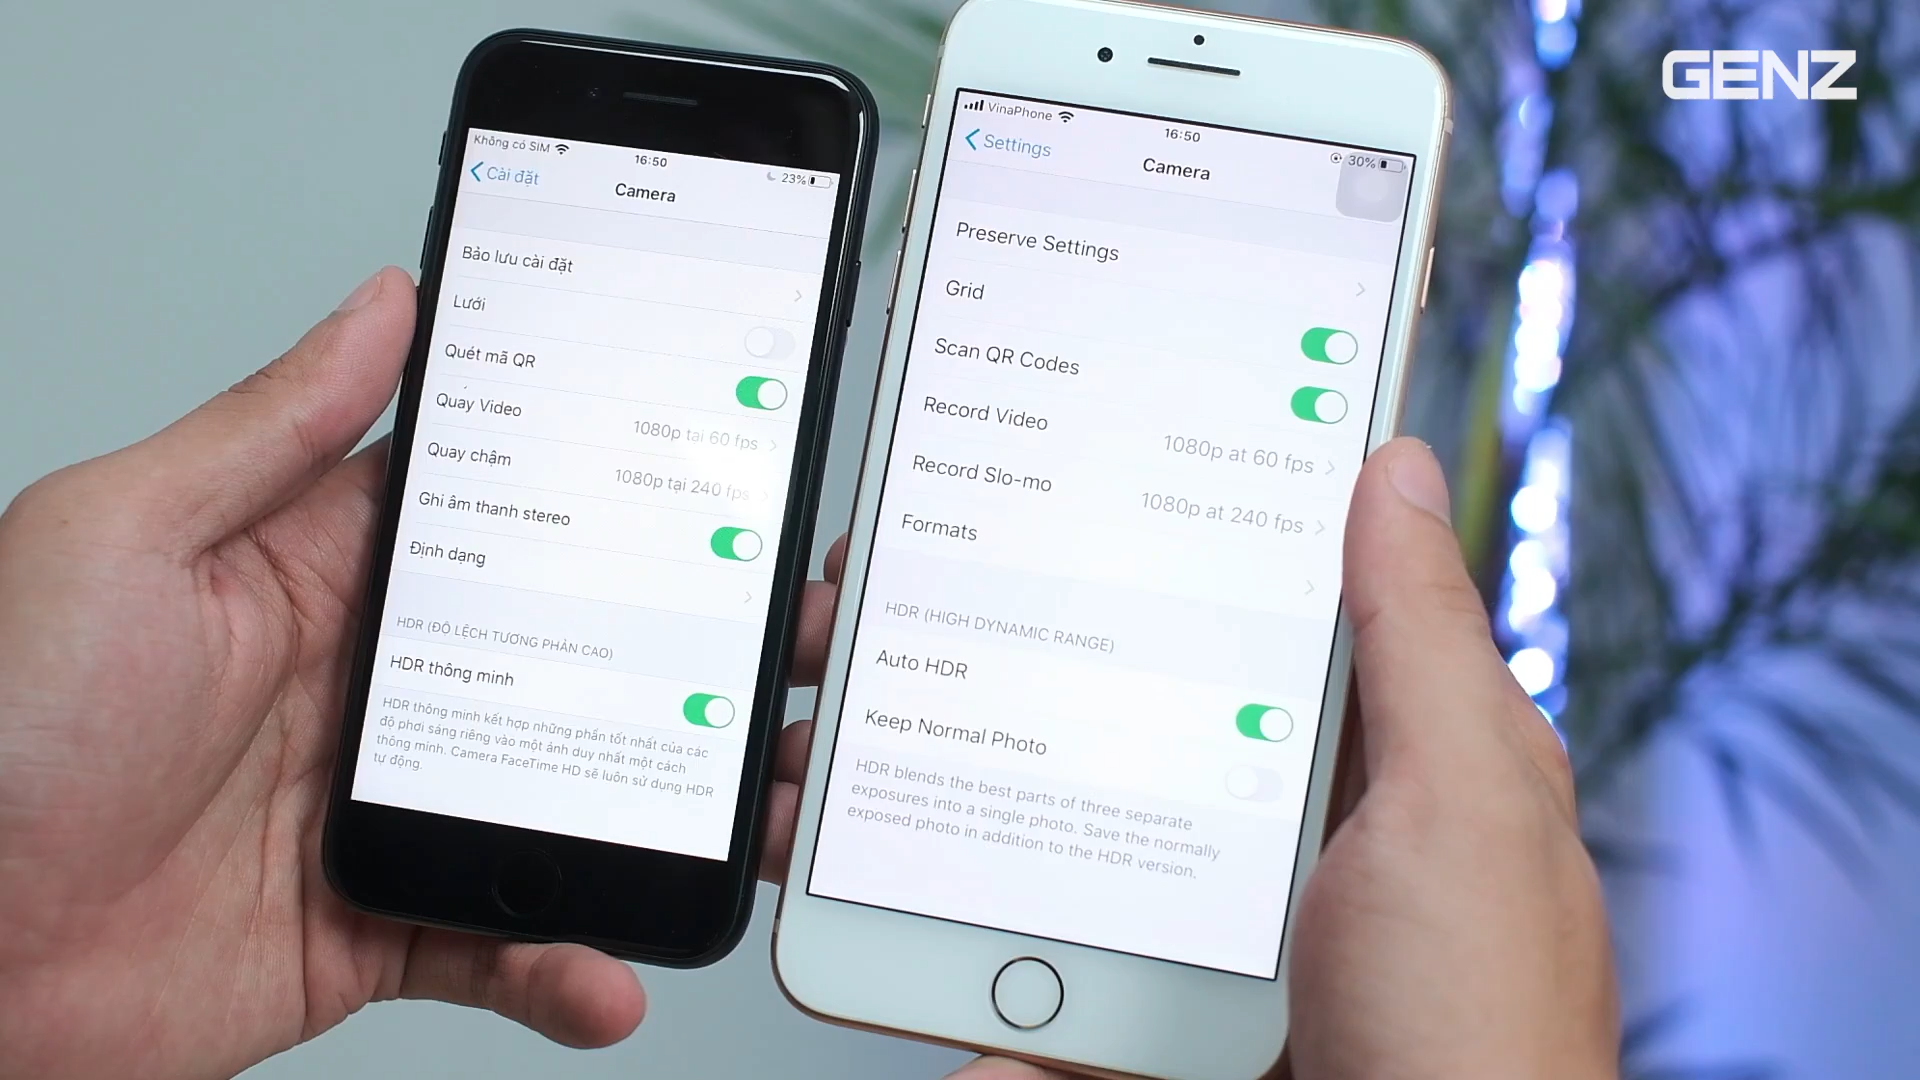 GENZ
Không có SIM
16:50
23%
Cài đặt
Camera
Bảo lưu cài đặt
Lưới
Quét mã QR
Quay Video
1080p tại 60 fps
Quay chậm
1080p tại 240 fps
Ghi âm thanh stereo
Định dạng
HDR (ĐỘ LỆCH TƯƠNG PHẢN CAO)
HDR thông minh
HDR thông minh kết hợp những phần tốt nhất của các
độ phơi sáng riêng vào một ảnh duy nhất một cách
thông minh. Camera FaceTime HD sẽ luôn sử dụng HDR
tự động.
VinaPhone
16:50
30%
Settings
Camera
Preserve Settings
Grid
Scan QR Codes
Record Video
1080p at 60 fps
Record Slo-mo
1080p at 240 fps
Formats
HDR (HIGH DYNAMIC RANGE)
Auto HDR
Keep Normal Photo
HDR blends the best parts of three separate
exposures into a single photo. Save the normally
exposed photo in addition to the HDR version.